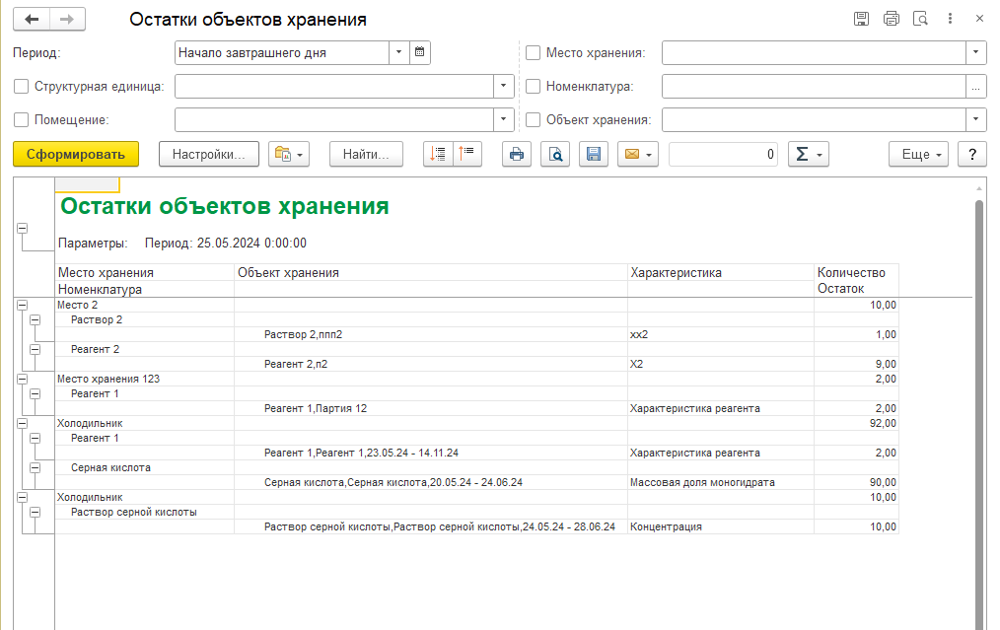 Остатки объектов хранения
Период: Начало завтрашнего дня Место хранения:
Структурная единица: Номенклатура: ...
Помещение: Объект хранения:
Сформировать Настройки... Найти... 0 Σ Еще ?
Остатки объектов хранения
Параметры: Период: 25.05.2024 0:00:00
Место хранения Объект хранения Характеристика Количество
Номенклатура Остаток
Место 2 10,00
Раствор 2
Раствор 2,ппп2 хх2 1,00
Реагент 2
Реагент 2,п2 Х2 9,00
Место хранения 123 2,00
Реагент 1
Реагент 1,Партия 12 Характеристика реагента 2,00
Холодильник 92,00
Реагент 1
Реагент 1,Реагент 1,23.05.24 - 14.11.24 Характеристика реагента 2,00
Серная кислота
Серная кислота,Серная кислота,20.05.24 - 24.06.24 Массовая доля моногидрата 90,00
Холодильник 10,00
Раствор серной кислоты
Раствор серной кислоты,Раствор серной кислоты,24.05.24 - 28.06.24 Концентрация 10,00